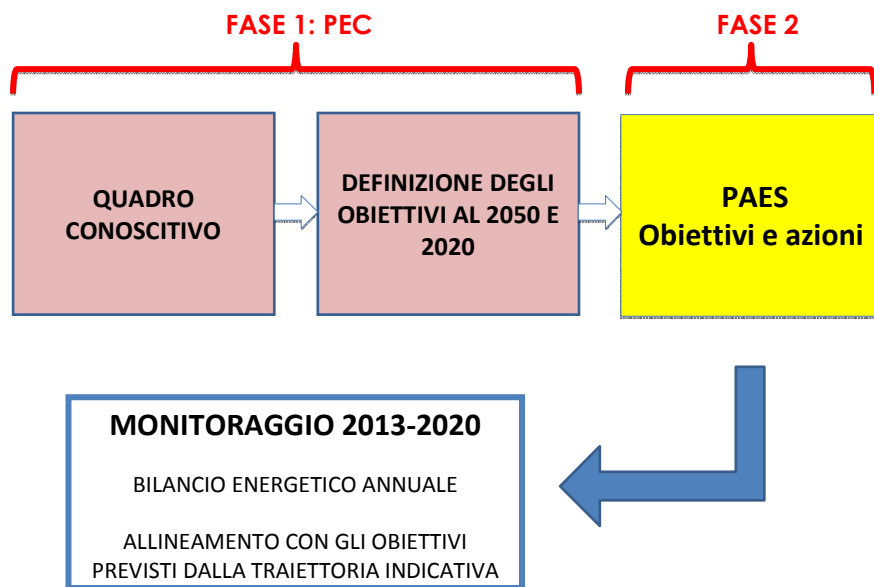 FASE 1: PEC
FASE 2
QUADRO
CONOSCITIVO
DEFINIZIONE DEGLI
OBIETTIVI AL 2050 E
2020
PAES
Obiettivi e azioni
MONITORAGGIO 2013-2020
BILANCIO ENERGETICO ANNUALE
ALLINEAMENTO CON GLI OBIETTIVI
PREVISTI DALLA TRAIETTORIA INDICATIVA